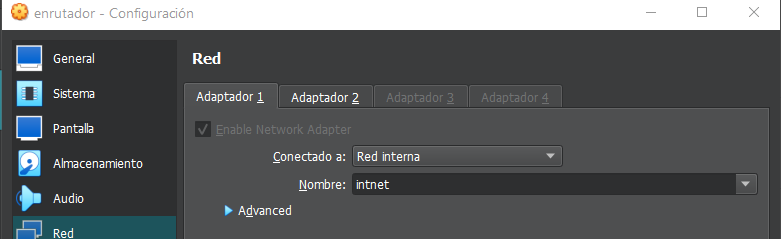 enrutador - Configuración
General
Sistema
Pantalla
Almacenamiento
Audio
Red
Red
Adaptador 1 Adaptador 2 Adaptador 3 Adaptador 4
Enable Network Adapter
Conectado a: Red interna
Nombre: intnet
Advanced